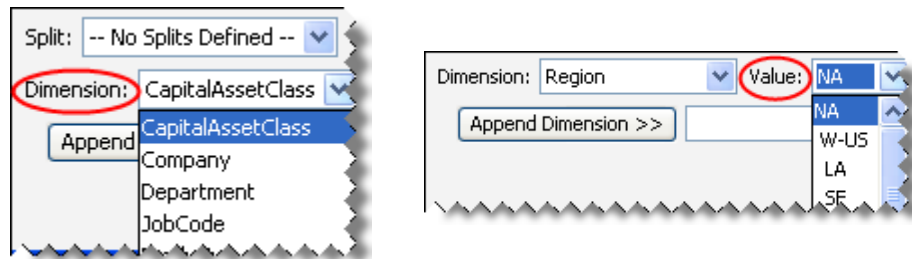 Split: -- No Splits Defined --
Dimension: CapitalAssetClass
Append
CapitalAssetClass
Company
Department
JobCode
Dimension: Region Value: NA
Append Dimension >>
NA
W-US
LA
SE